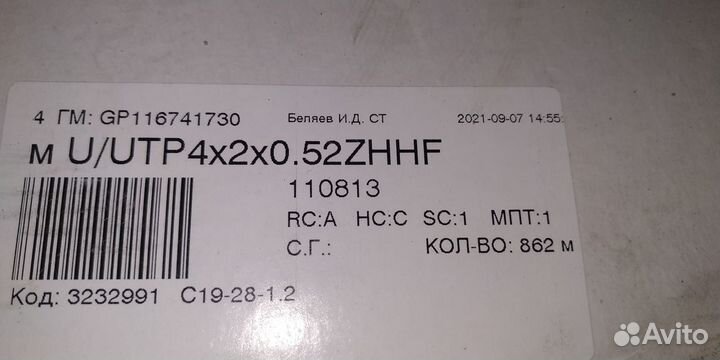 4 ГМ: GP116741730 Беляев И.Д. СТ 2021-09-07 14:55:
м U/UTP4x2x0.52ZHHF
110813
RC:A HC:C SC:1 МПТ:1
С.Г.: КОЛ-ВО: 862 м
Код: 3232991 C19-28-1.2
Avito